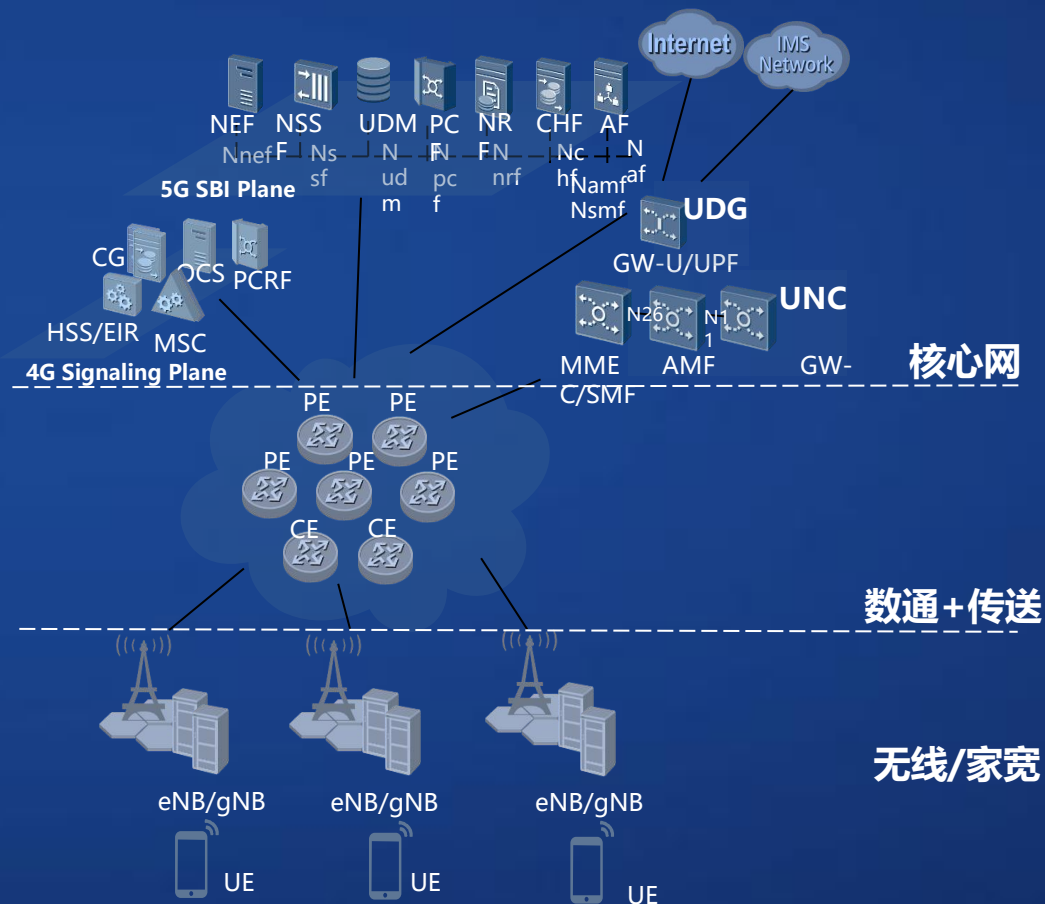 Internet
IMS
Network
NEF
NSS
F
UDM
PC
F
NR
F
CHF
AF
Nnef
Ns
sf
N
ud
m
N
pc
f
N
nrf
Nc
hf
N
af
Namf
Nsmf
5G SBI Plane
UDG
GW-U/UPF
CG
OCS
PCRF
HSS/EIR
MSC
4G Signaling Plane
UNC
N26
N1
1
MME AMF GW-
C/SMF
核心网
PE
PE
PE
PE
PE
CE
CE
数通+传送
无线/家宽
eNB/gNB
eNB/gNB
eNB/gNB
UE
UE
UE